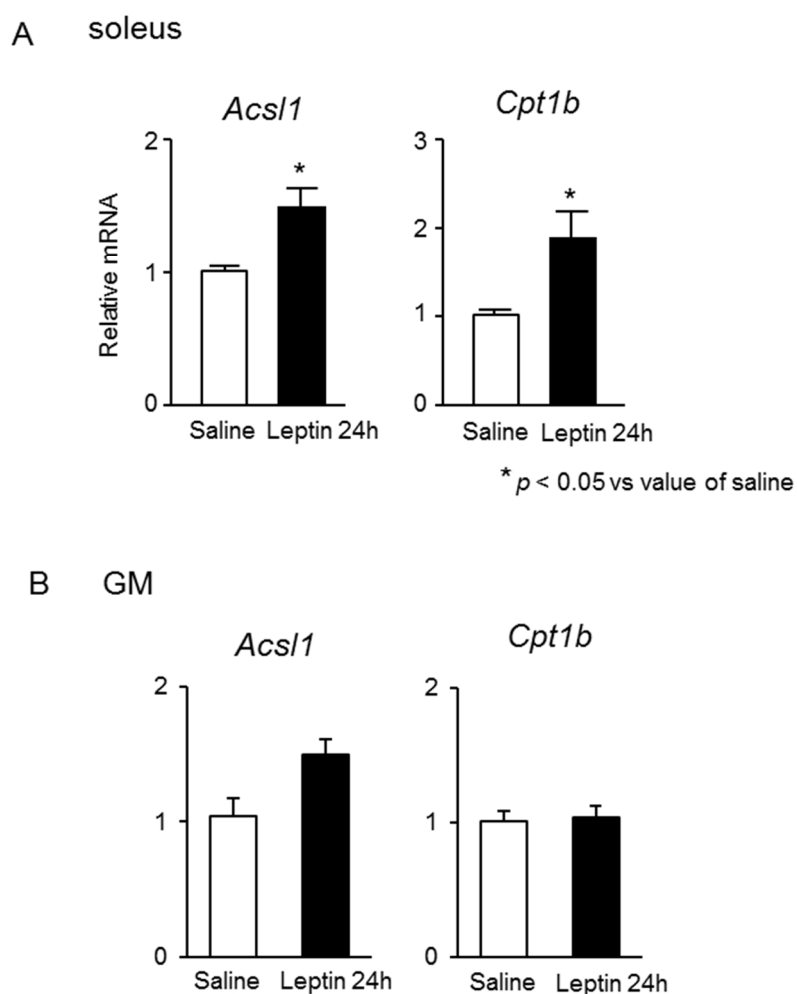 A soleus
Acsl1 Cpt1b
2 3
* *
2
1 1
0 0
Relative mRNA
Saline Leptin 24h Saline Leptin 24h
* p < 0.05 vs value of saline
B GM
Acsl1 Cpt1b
2 2
1 1
0 0
Saline Leptin 24h Saline Leptin 24h